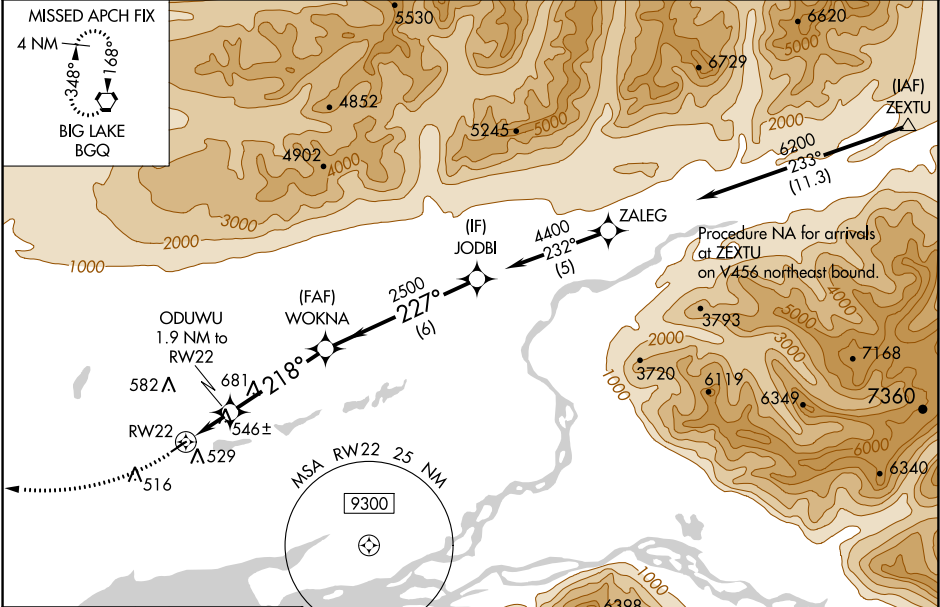 MISSED APCH FIX
4 NM
348°
168°
BIG LAKE
BGQ
5530
4852
4902
4000
3000
2000
1000
5245
5000
6729
6620
5000
2000
(IAF)
ZEXTU
6200
233°
(11.3)
ZALEG
4400
232°
(5)
(IF)
JODBI
2500
227°
(6)
(FAF)
WOKNA
218°
ODUWU
1.9 NM to
RW22
582
681
546±
RW22
529
516
Procedure NA for arrivals
at ZEXTU
on V456 northeast bound.
3793
5000
4000
3000
2000
3720
1000
6119
6349
7168
7360
6000
6340
MSA RW22 25 NM
9300
1000
6398